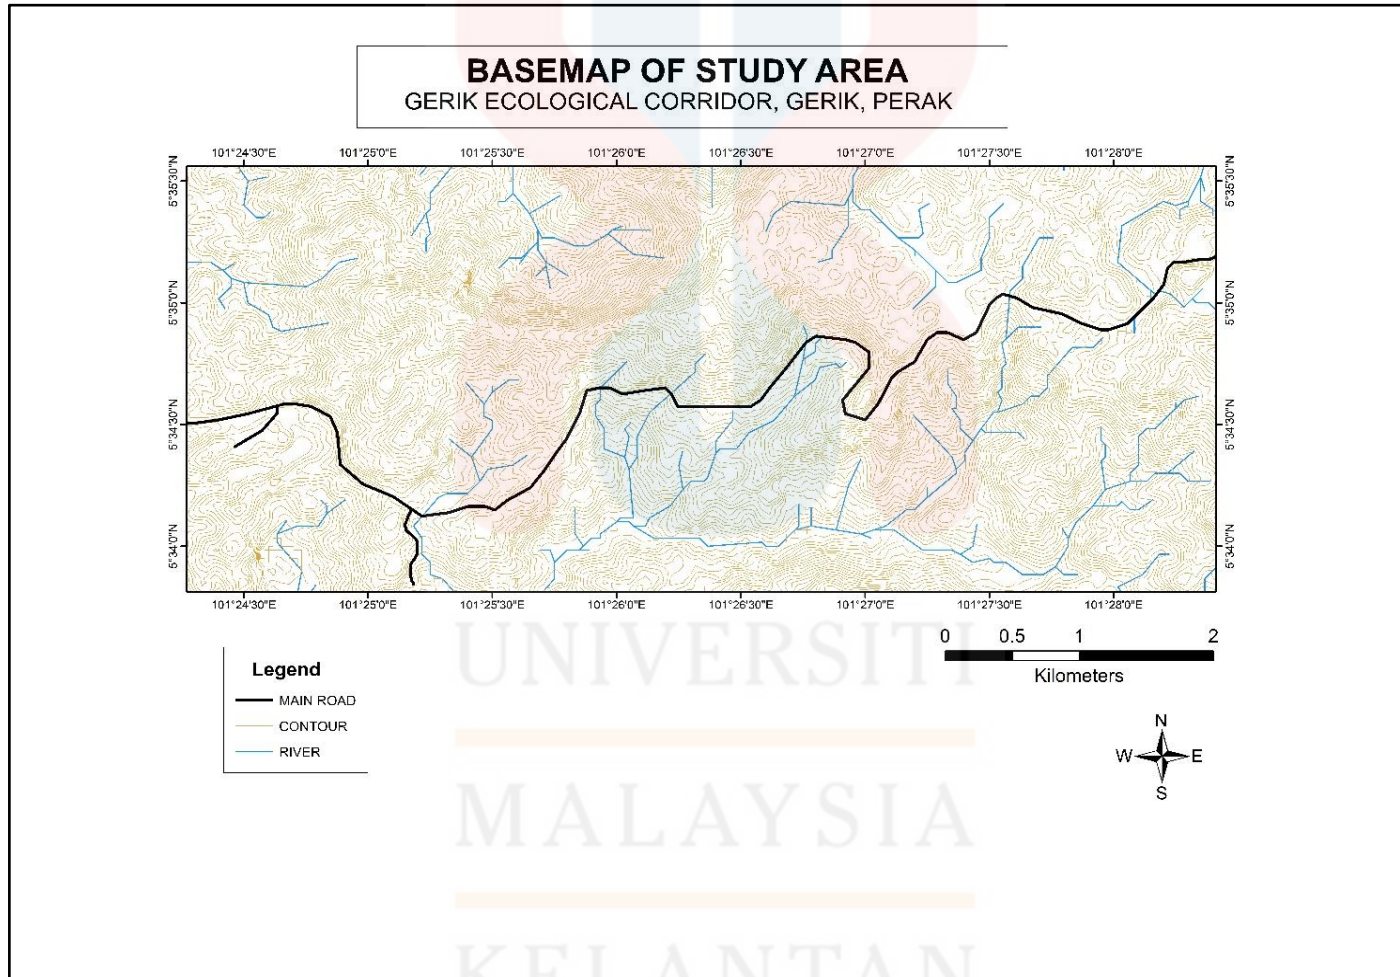 BASEMAP OF STUDY AREA
GERIK ECOLOGICAL CORRIDOR, GERIK, PERAK
101°24'30"E 101°25'0"E 101°25'30"E 101°26'0"E 101°26'30"E 101°27'0"E 101°27'30"E 101°28'0"E
5°35'30"N 5°35'30"N
5°35'0"N 5°35'0"N
5°34'30"N 5°34'30"N
5°34'0"N 5°34'0"N
101°24'30"E 101°25'0"E 101°25'30"E 101°26'0"E 101°26'30"E 101°27'0"E 101°27'30"E 101°28'0"E
0 0.5 1 2
Kilometers
Legend
MAIN ROAD
CONTOUR
RIVER
N
W E
S
UNIVERSITI
MALAYSIA
KELANTAN